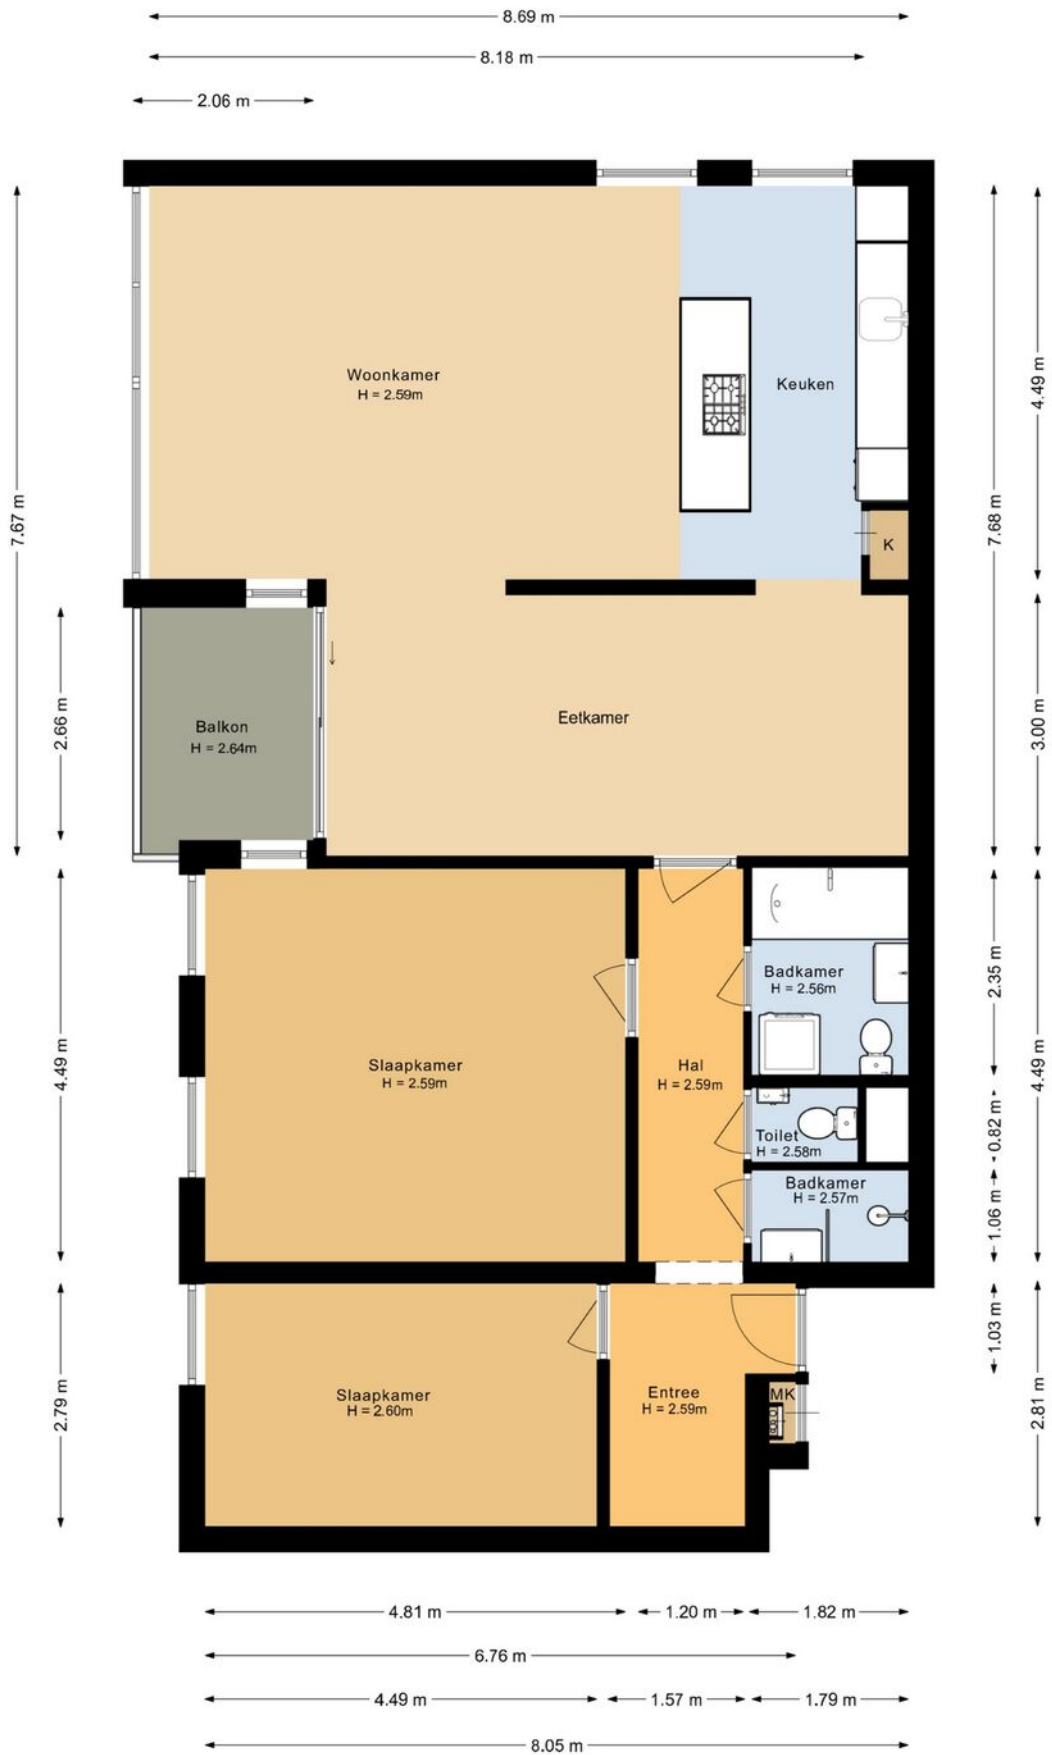 8.69 m
8.18 m
2.06 m
7.67 m
2.66 m
4.49 m
2.79 m
Woonkamer
H = 2.59m
Keuken
K
Balkon
H = 2.64m
Eetkamer
Slaapkamer
H = 2.59m
Hal
H = 2.59m
Badkamer
H = 2.56m
Toilet
H = 2.58m
Badkamer
H = 2.57m
Slaapkamer
H = 2.60m
Entree
H = 2.59m
MK
7.68 m
2.35 m
0.82 m
1.06 m
1.03 m
4.49 m
3.00 m
4.49 m
2.81 m
4.81 m
1.20 m
1.82 m
6.76 m
4.49 m
1.57 m
1.79 m
8.05 m